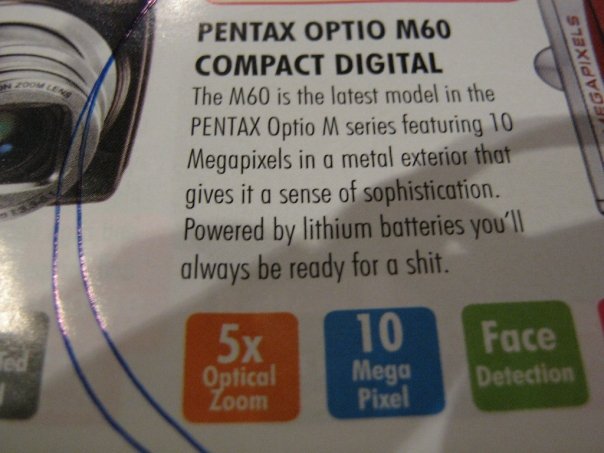 PENTAX OPTIO M60
COMPACT DIGITAL
The M60 is the latest model in the
PENTAX Optio M series featuring 10
Megapixels in a metal exterior that
gives it a sense of sophistication.
Powered by lithium batteries you'll
always be ready for a shit.
5x
Optical
Zoom
10
Mega
Pixel
Face
Detection
ZOOM LENS